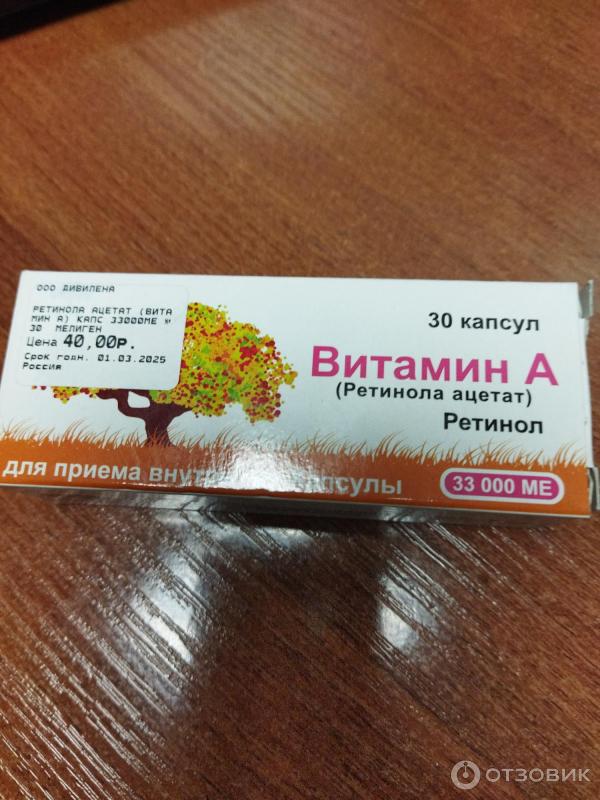 ООО ДИВИЛЕНА
РЕТИНОЛА АЦЕТАТ (ВИТА
МИН А) КАПС 33000МЕ №
30 МЕЛИГЕН
Цена 40,00р.
Срок годн. 01.03.2025
Россия
30 капсул
Витамин А
(Ретинола ацетат)
Ретинол
для приема капсулы
33 000 МЕ
ОТЗОВИК